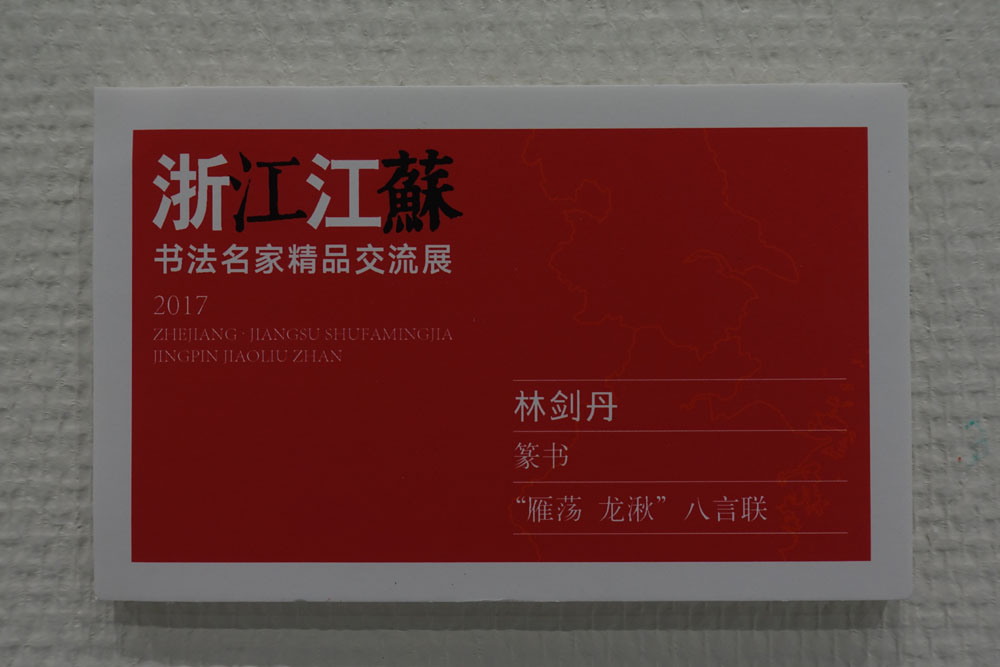 浙江江蘇
书法名家精品交流展
2017
ZHEJIANG · JIANGSU SHUFAMINGJIA
JINGPIN JIAOLIU ZHAN
林剑丹
篆书
“雁荡 龙湫”八言联